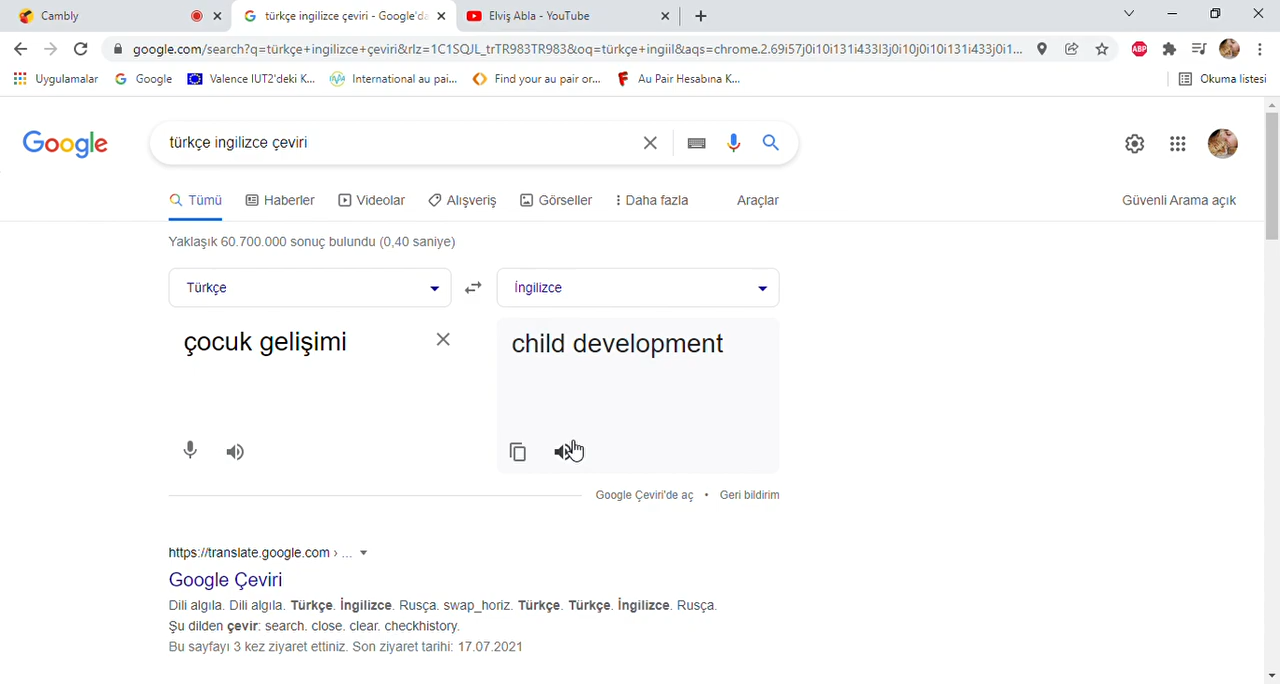 Cambly
türkçe ingilizce çeviri - Google'da
Elviş Abla - YouTube
google.com/search?q=türkçe+ingilizce+çeviri&rlz=1C1SQJL_trTR983TR983&oq=türkçe+ingiil&aqs=chrome.2.69i57j0i10i131i433l3j0i10j0i10i131i433j0i1...
ABP
Uygulamalar
Google
Valence IUT2'deki K...
International au pai...
Find your au pair or...
Au Pair Hesabına K...
Okuma listesi
Google
türkçe ingilizce çeviri
Tümü
Haberler
Videolar
Alışveriş
Görseller
Daha fazla
Araçlar
Güvenli Arama açık
Yaklaşık 60.700.000 sonuç bulundu (0,40 saniye)
Türkçe
İngilizce
çocuk gelişimi
child development
Google Çeviri'de aç • Geri bildirim
https://translate.google.com › ...
Google Çeviri
Dili algıla. Dili algıla. Türkçe. İngilizce. Rusça. swap_horiz. Türkçe. Türkçe. İngilizce. Rusça.
Şu dilden çevir: search. close. clear. checkhistory.
Bu sayfayı 3 kez ziyaret ettiniz. Son ziyaret tarihi: 17.07.2021